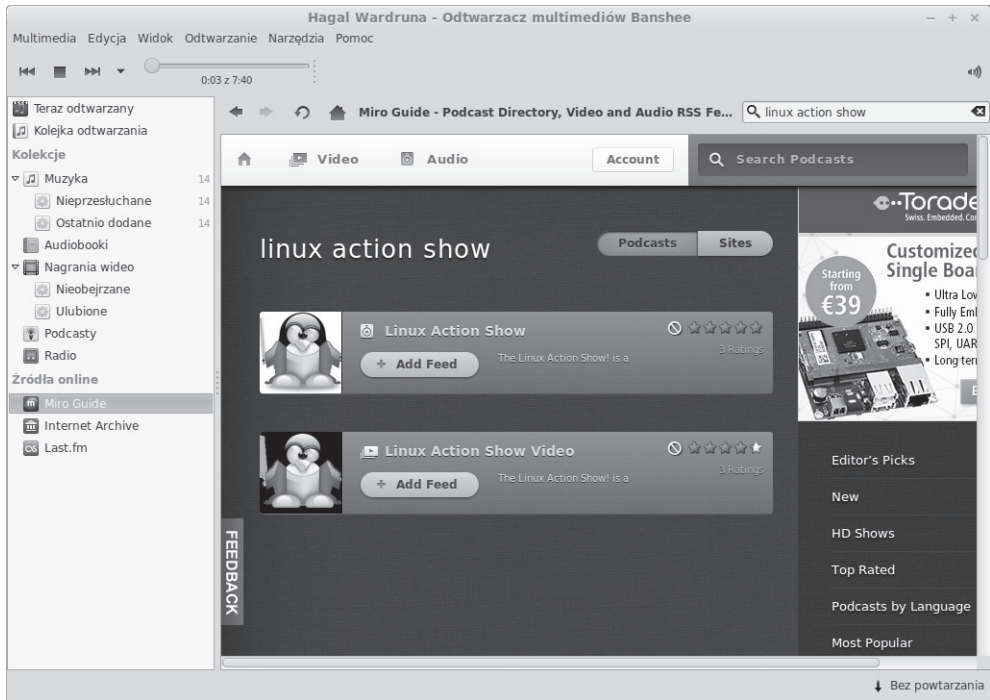 Hagal Wardruna - Odtwarzacz multimediów Banshee
Multimedia Edycja Widok Odtwarzanie Narzędzia Pomoc
0:03 z 7:40
Teraz odtwarzany
Kolejka odtwarzania
Kolekcje
Muzyka 14
Nieprzesłuchane 14
Ostatnio dodane 14
Audiobooki
Nagrania wideo
Nieobejrzane
Ulubione
Podcasty
Radio
Źródła online
Miro Guide
Internet Archive
Last.fm
Miro Guide - Podcast Directory, Video and Audio RSS Fe...
linux action show
Video
Audio
Account
Search Podcasts
linux action show
Podcasts
Sites
Linux Action Show
3 Ratings
+ Add Feed
The Linux Action Show! is a
Linux Action Show Video
3 Ratings
+ Add Feed
The Linux Action Show! is a
FEEDBACK
Torade
Swiss. Embedded. Co
Customized
Single Boa
Starting
from
€39
Ultra Low
Fully Em
USB 2.0
SPI, UAR
Long ter
Editor's Picks
New
HD Shows
Top Rated
Podcasts by Language
Most Popular
Bez powtarzania